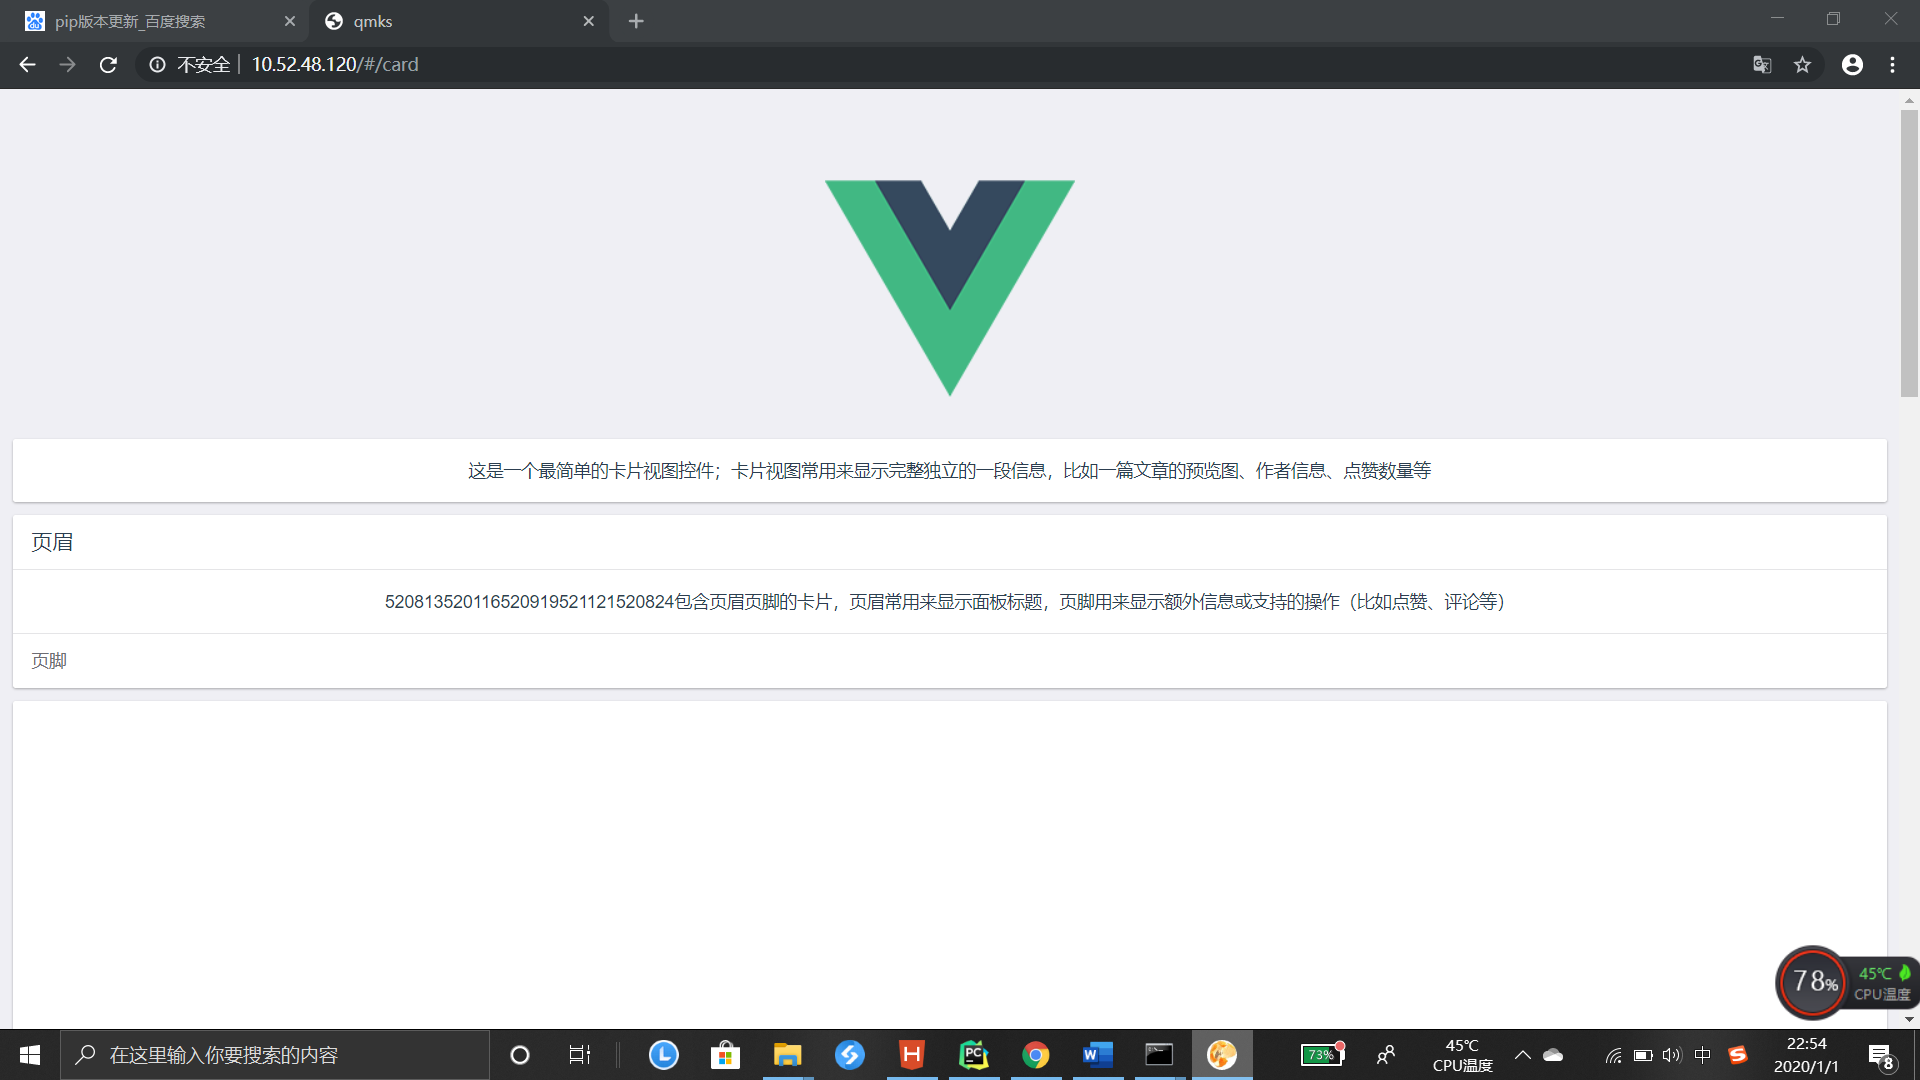 pip版本更新_百度搜索
qmks
不安全 | 10.52.48.120/#/card
这是一个最简单的卡片视图控件；卡片视图常用来显示完整独立的一段信息，比如一篇文章的预览图、作者信息、点赞数量等
页眉
520813520116520919521121520824包含页眉页脚的卡片，页眉常用来显示面板标题，页脚用来显示额外信息或支持的操作（比如点赞、评论等）
页脚
78%
45℃
CPU温度
在这里输入你要搜索的内容
73%
45℃
CPU温度
中
22:54
2020/1/1
8